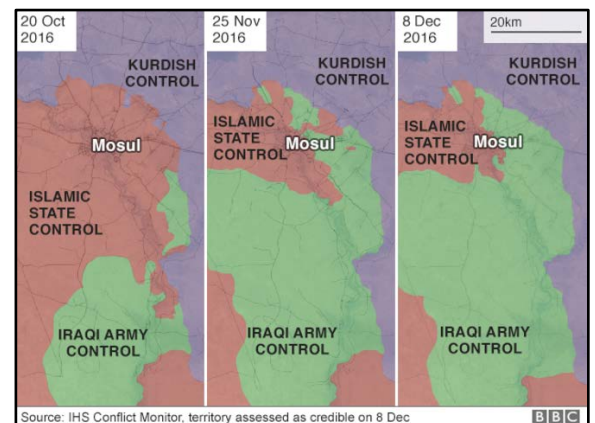 20 Oct
2016
KURDISH
CONTROL
Mosul
ISLAMIC
STATE
CONTROL
IRAQI ARMY
CONTROL
25 Nov
2016
KURDISH
CONTROL
ISLAMIC
STATE
CONTROL
Mosul
IRAQI ARMY
CONTROL
8 Dec
2016
20km
KURDISH
CONTROL
ISLAMIC
STATE
CONTROL
Mosul
IRAQI ARMY
CONTROL
Source: IHS Conflict Monitor, territory assessed as credible on 8 Dec
BBC